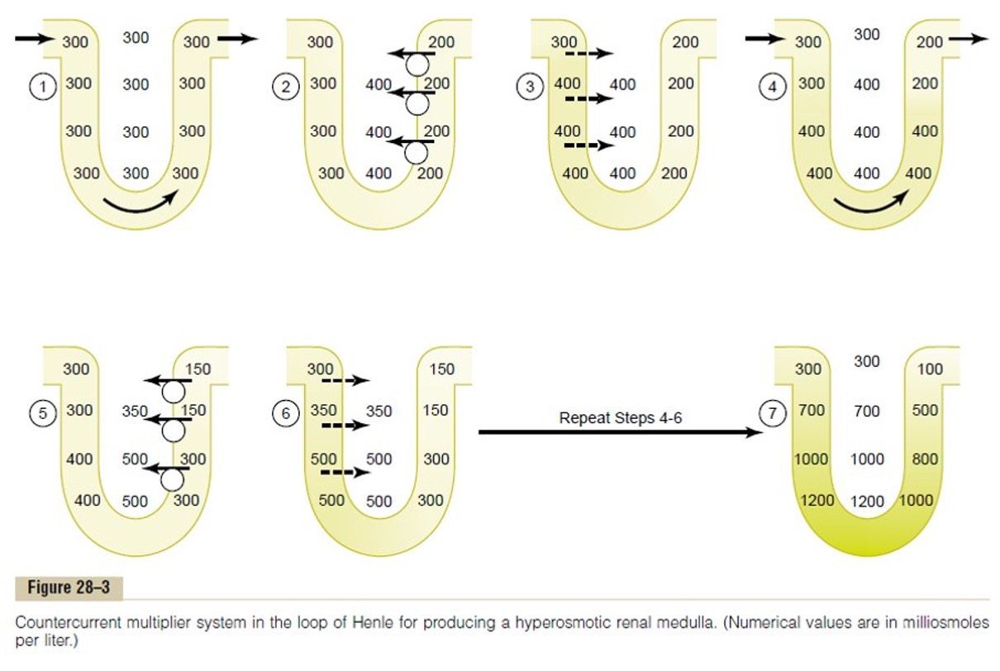 300 300 300
1 300 300 300
300 300 300
300 300 300
300 200
2 300 400 200
300 400 200
300 400 200
300 200
3 400 400 200
400 400 200
400 400 200
300 300 200
4 300 400 200
400 400 400
400 400 400
300 150
5 300 350 150
400 500 300
400 500 300
300 150
6 350 350 150
500 500 300
500 500 300
Repeat Steps 4-6
300 300 100
7 700 700 500
1000 1000 800
1200 1200 1000
Figure 28–3
Countercurrent multiplier system in the loop of Henle for producing a hyperosmotic renal medulla. (Numerical values are in milliosmoles
per liter.)